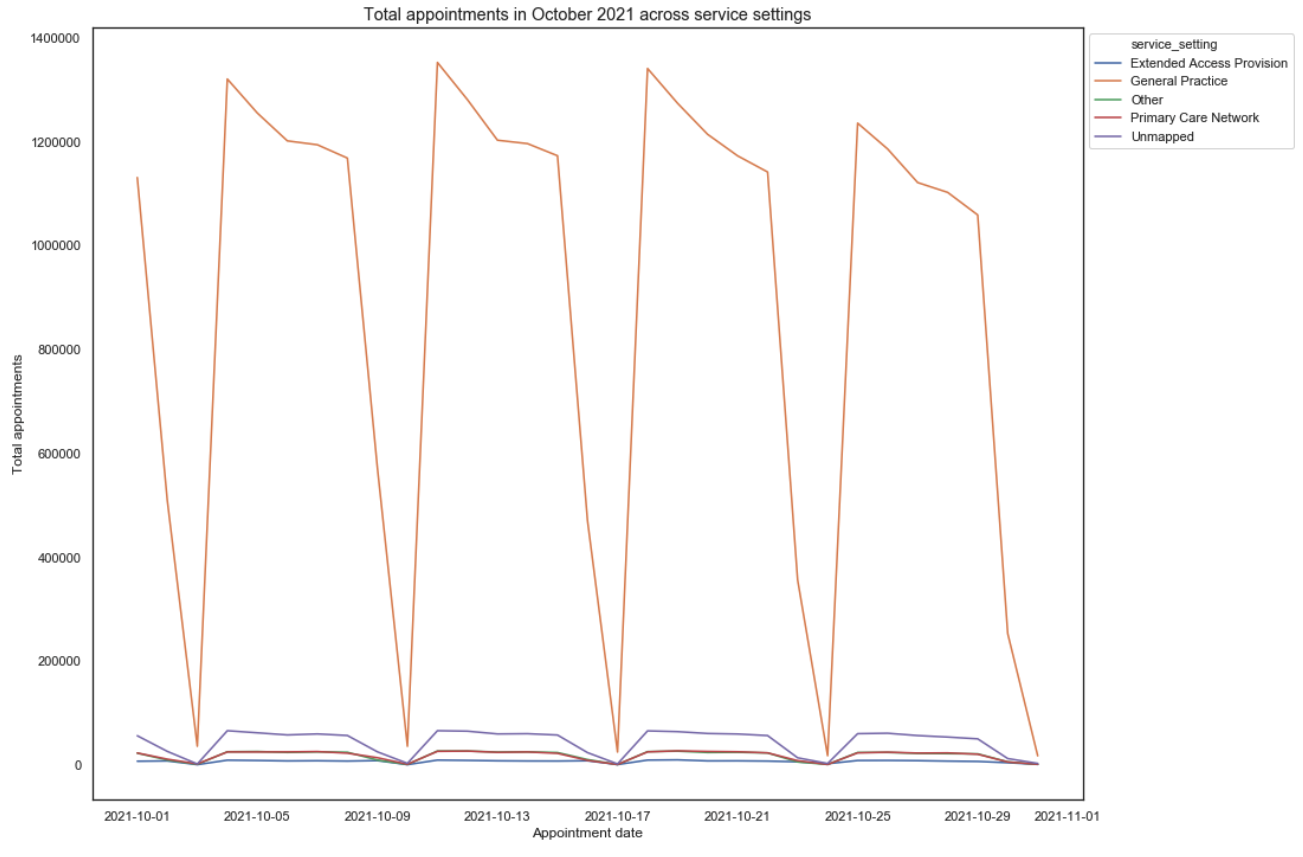 Total appointments in October 2021 across service settings
1400000
1200000
1000000
800000
600000
400000
200000
0
Total appointments
2021-10-01
2021-10-05
2021-10-09
2021-10-13
2021-10-17
2021-10-21
2021-10-25
2021-10-29
2021-11-01
Appointment date
service_setting
Extended Access Provision
General Practice
Other
Primary Care Network
Unmapped